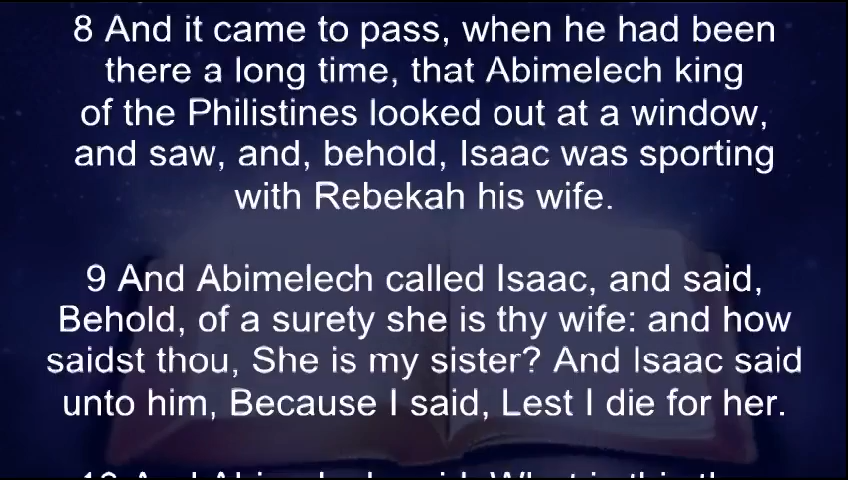 8 And it came to pass, when he had been
there a long time, that Abimelech king
of the Philistines looked out at a window,
and saw, and, behold, Isaac was sporting
with Rebekah his wife.
9 And Abimelech called Isaac, and said,
Behold, of a surety she is thy wife: and how
saidst thou, She is my sister? And Isaac said
unto him, Because I said, Lest I die for her.